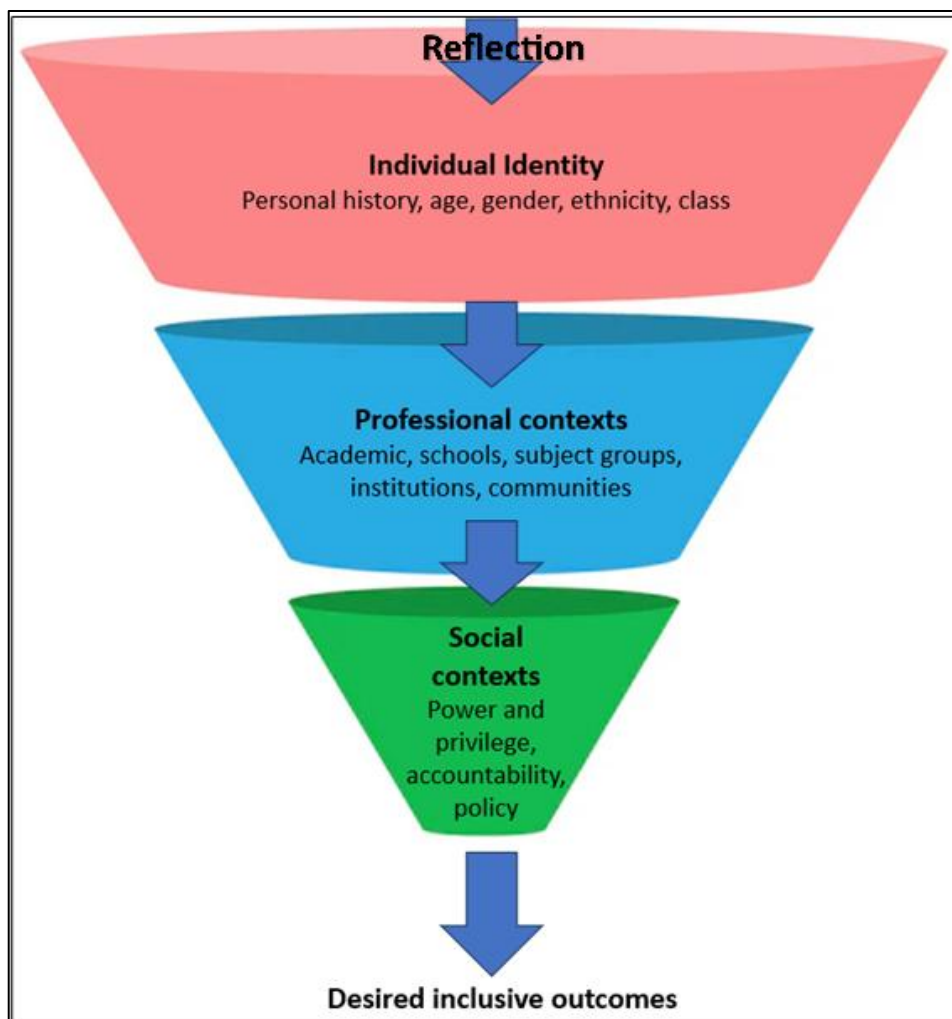 Reflection
Individual Identity
Personal history, age, gender, ethnicity, class
Professional contexts
Academic, schools, subject groups,
institutions, communities
Social
contexts
Power and
privilege,
accountability,
policy
Desired inclusive outcomes